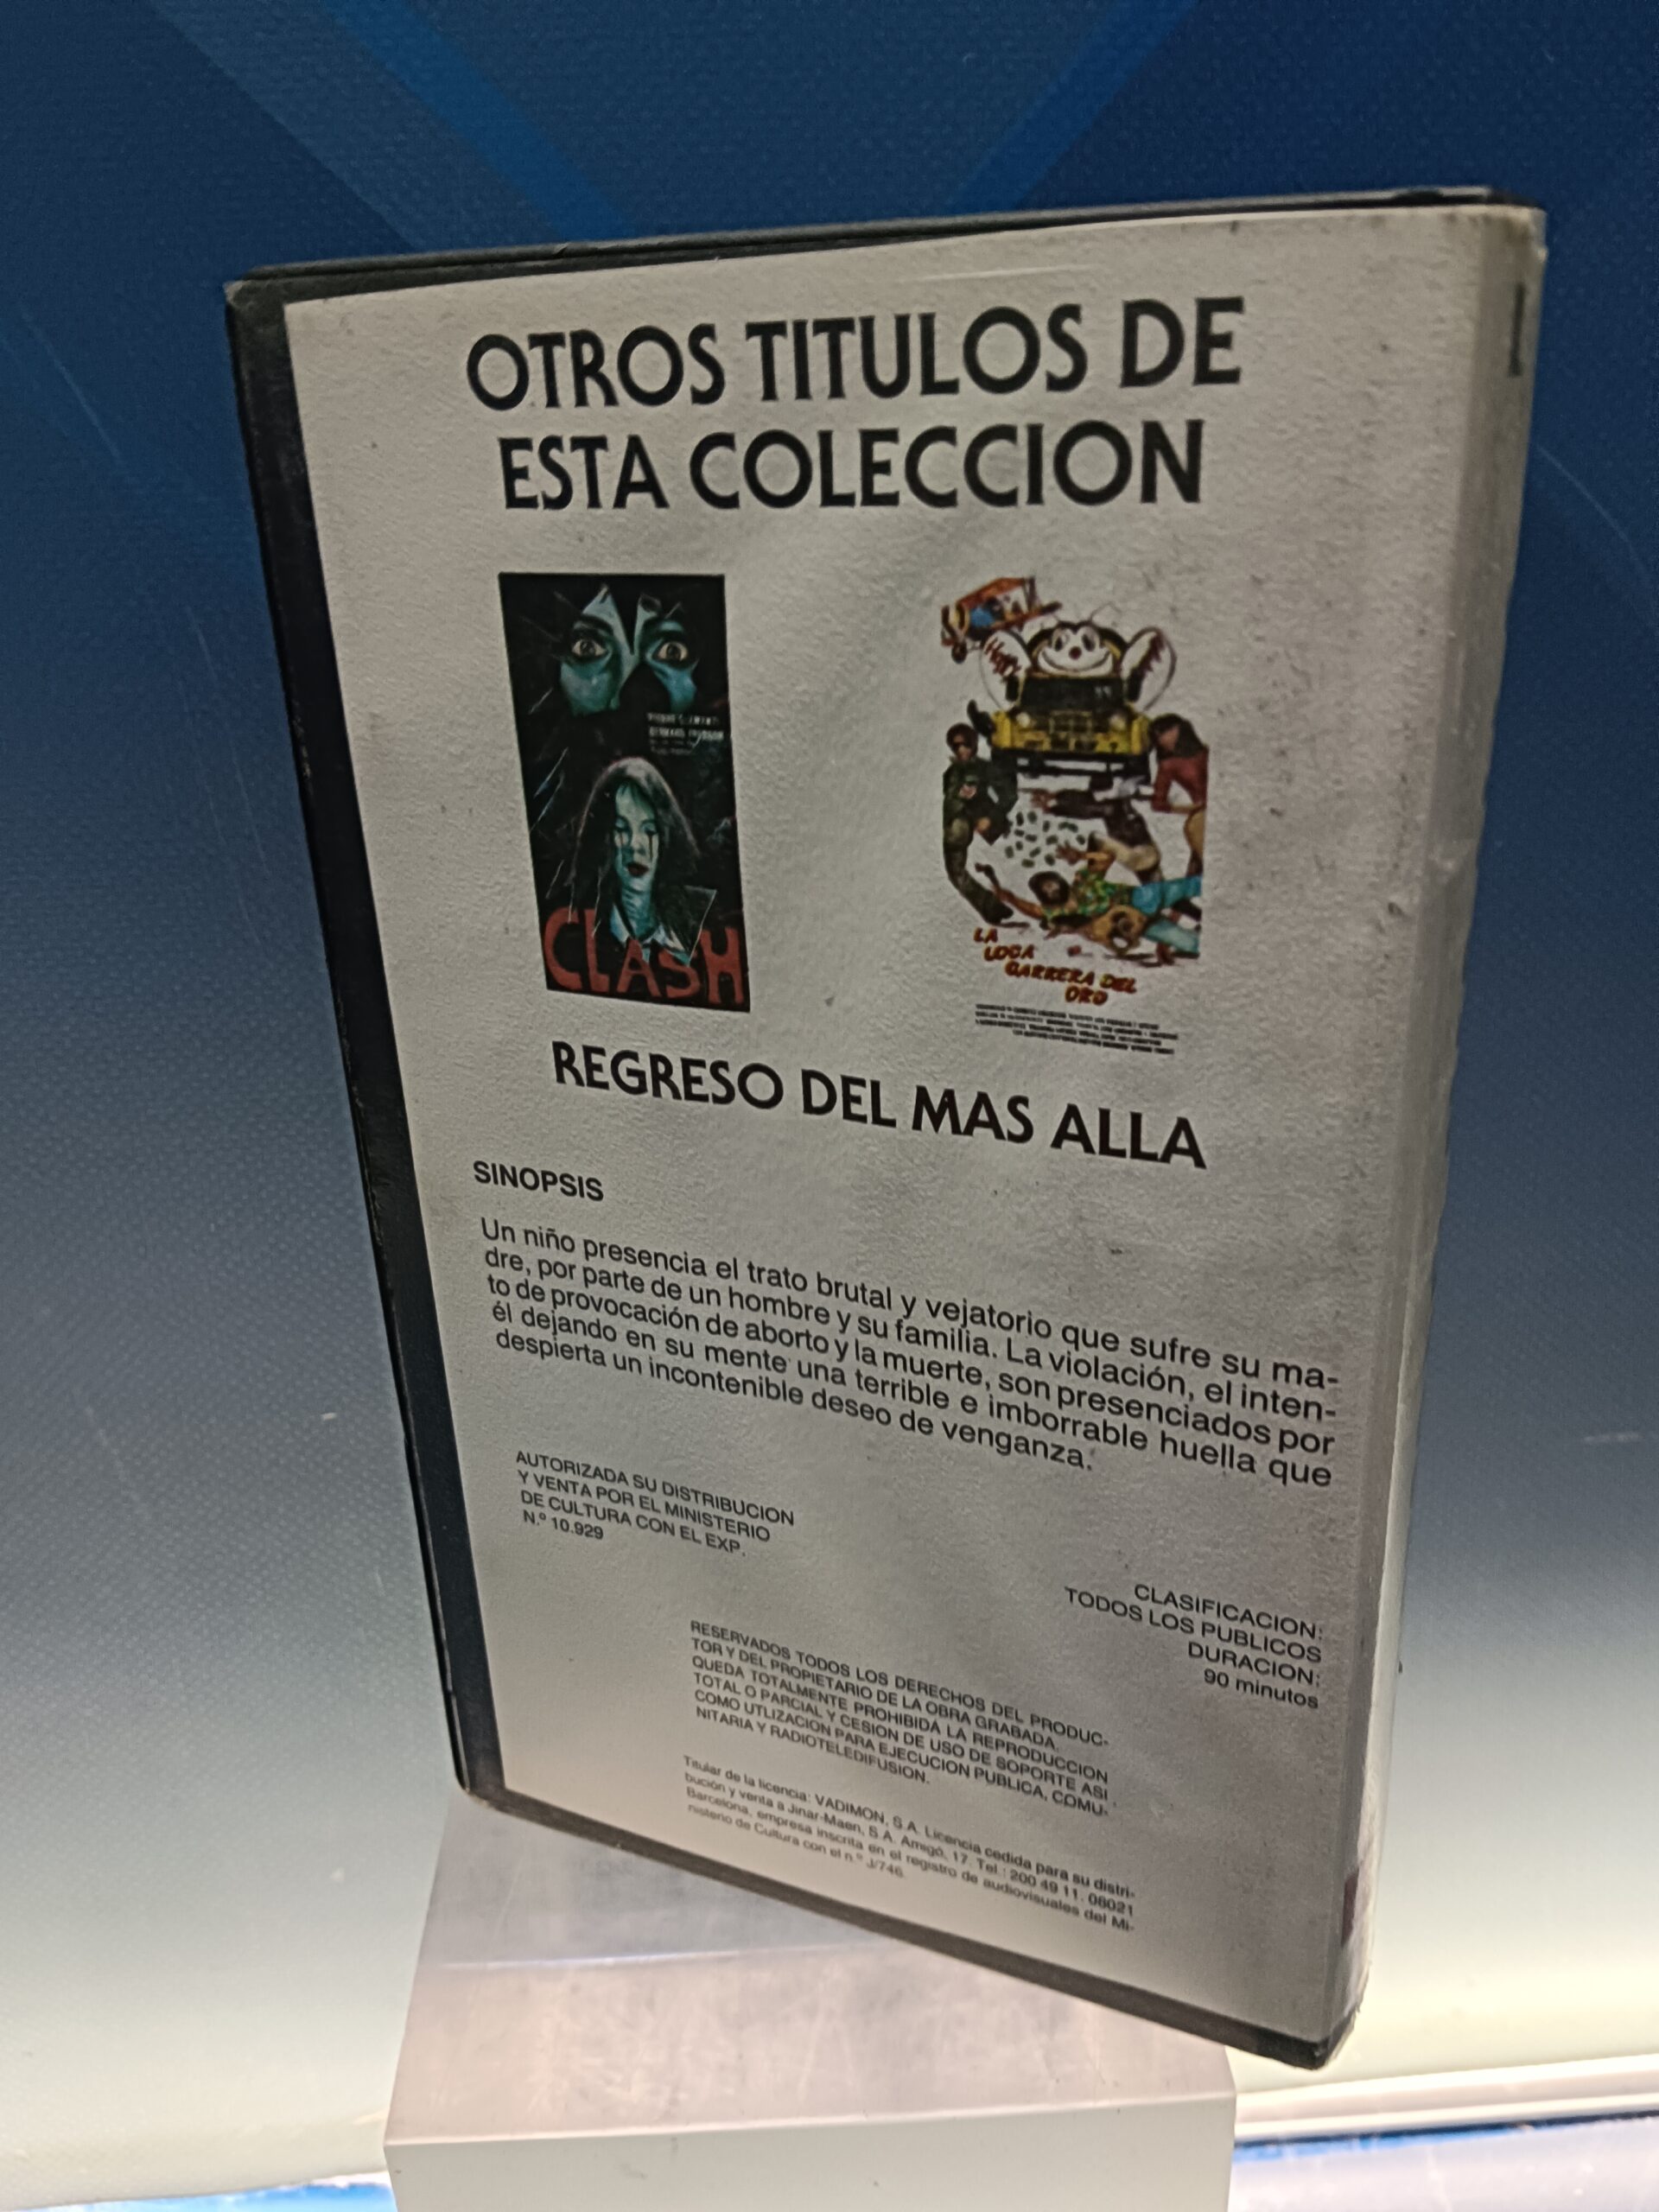 OTROS TITULOS DE
ESTA COLECCION
CLASH
Happy
LA
LOCA
CARRERA DEL
ORO
REGRESO DEL MAS ALLA
SINOPSIS
Un niño presencia el trato brutal y vejatorio que sufre su ma-
dre, por parte de un hombre y su familia. La violación, el inten-
to de provocación de aborto y la muerte, son presenciados por
él dejando en su mente una terrible e imborrable huella que
despierta un incontenible deseo de venganza.
AUTORIZADA SU DISTRIBUCION
Y VENTA POR EL MINISTERIO
DE CULTURA CON EL EXP.
N.º 10.929
CLASIFICACION:
TODOS LOS PUBLICOS
DURACION:
90 minutos
RESERVADOS TODOS LOS DERECHOS DEL PRODUC-
TOR Y DEL PROPIETARIO DE LA OBRA GRABADA.
QUEDA TOTALMENTE PROHIBIDA LA REPRODUCCION
TOTAL O PARCIAL Y CESION DE USO DE SOPORTE ASI
COMO UTLIZACION PARA EJECUCION PUBLICA, COMU-
NITARIA Y RADIOTELEDIFUSION.
Titular de la licencia: VADIMON, S.A. Licencia cedida para su distri-
bución y venta a Jinar-Maen, S.A. Amigó, 17. Tel.: 200 49 11. 08021
Barcelona, empresa inscrita en el registro de audiovisuales del Mi-
nisterio de Cultura con el n.º J/746.